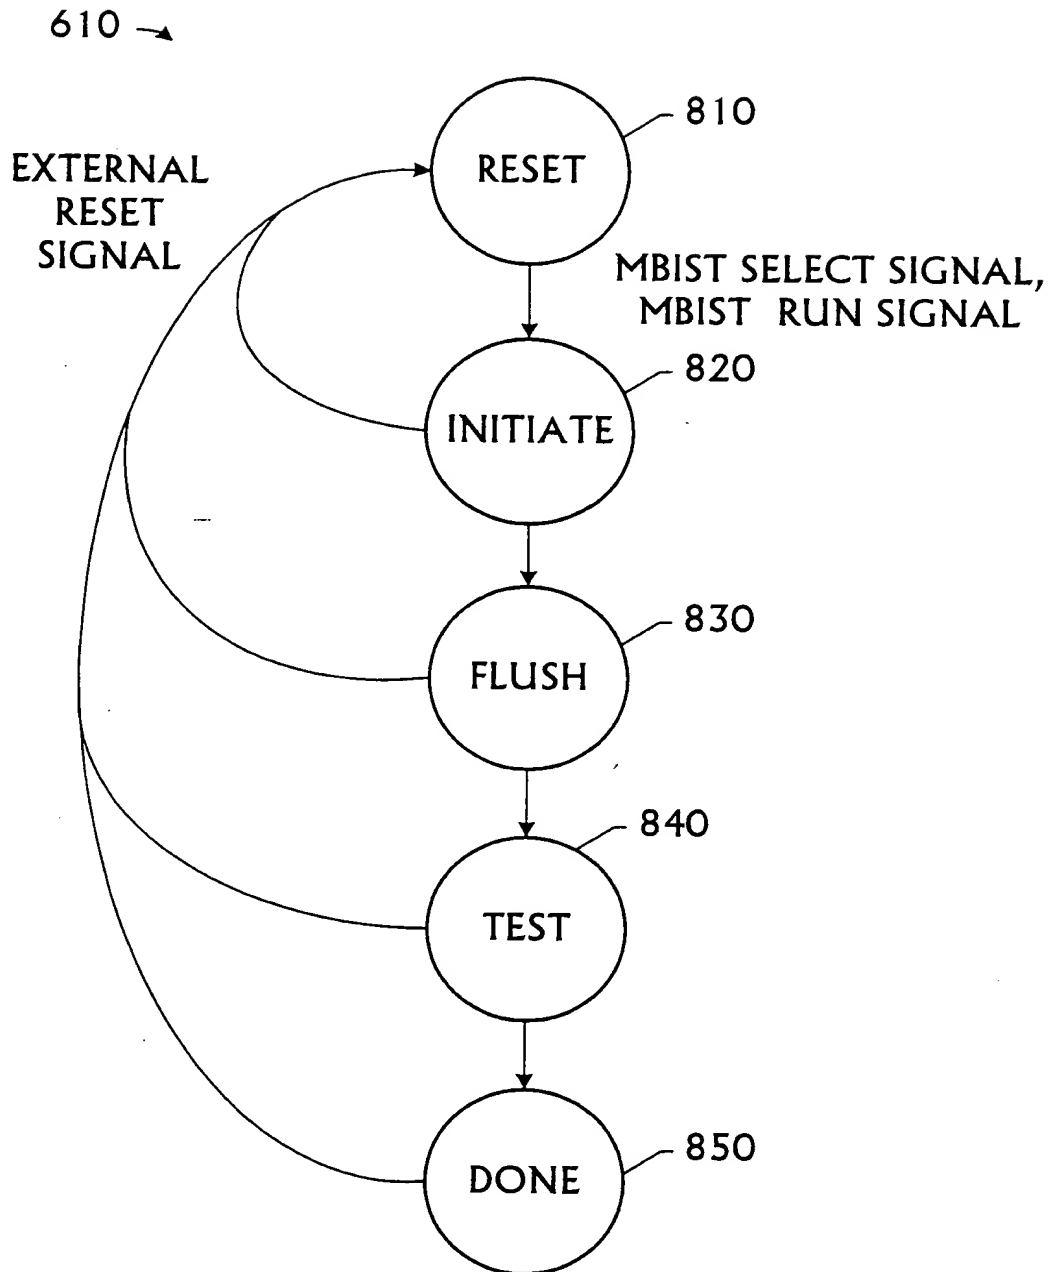 610
810
RESET
EXTERNAL
RESET
SIGNAL
MBIST SELECT SIGNAL,
MBIST RUN SIGNAL
820
INITIATE
830
FLUSH
840
TEST
850
DONE